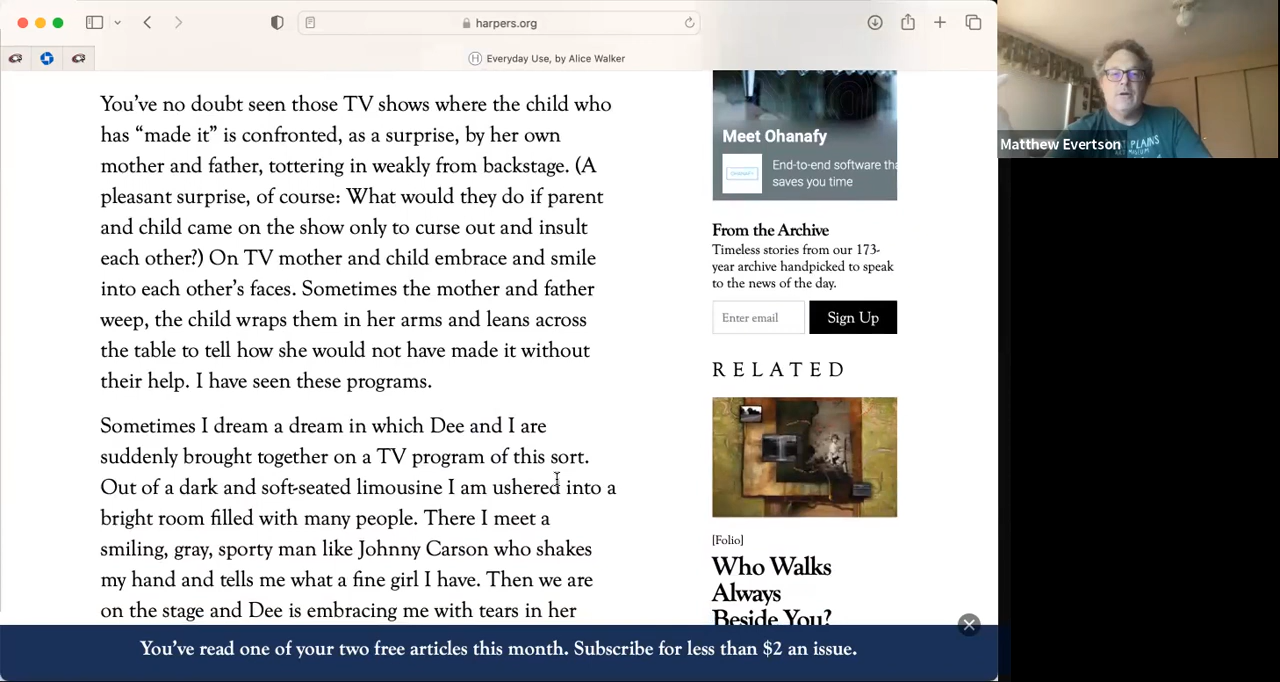 harpers.org
Everyday Use, by Alice Walker
You've no doubt seen those TV shows where the child who
has “made it” is confronted, as a surprise, by her own
mother and father, tottering in weakly from backstage. (A
pleasant surprise, of course: What would they do if parent
and child came on the show only to curse out and insult
each other?) On TV mother and child embrace and smile
into each other's faces. Sometimes the mother and father
weep, the child wraps them in her arms and leans across
the table to tell how she would not have made it without
their help. I have seen these programs.
Sometimes I dream a dream in which Dee and I are
suddenly brought together on a TV program of this sort.
Out of a dark and soft-seated limousine I am ushered into a
bright room filled with many people. There I meet a
smiling, gray, sporty man like Johnny Carson who shakes
my hand and tells me what a fine girl I have. Then we are
on the stage and Dee is embracing me with tears in her
Meet Ohanafy
OHANAFY
End-to-end software tha
saves you time
From the Archive
Timeless stories from our 173-
year archive handpicked to speak
to the news of the day.
Enter email
Sign Up
RELATED
[Folio]
Who Walks
Always
Beside You?
You've read one of your two free articles this month. Subscribe for less than $2 an issue.
Matthew Evertson
PLAINS